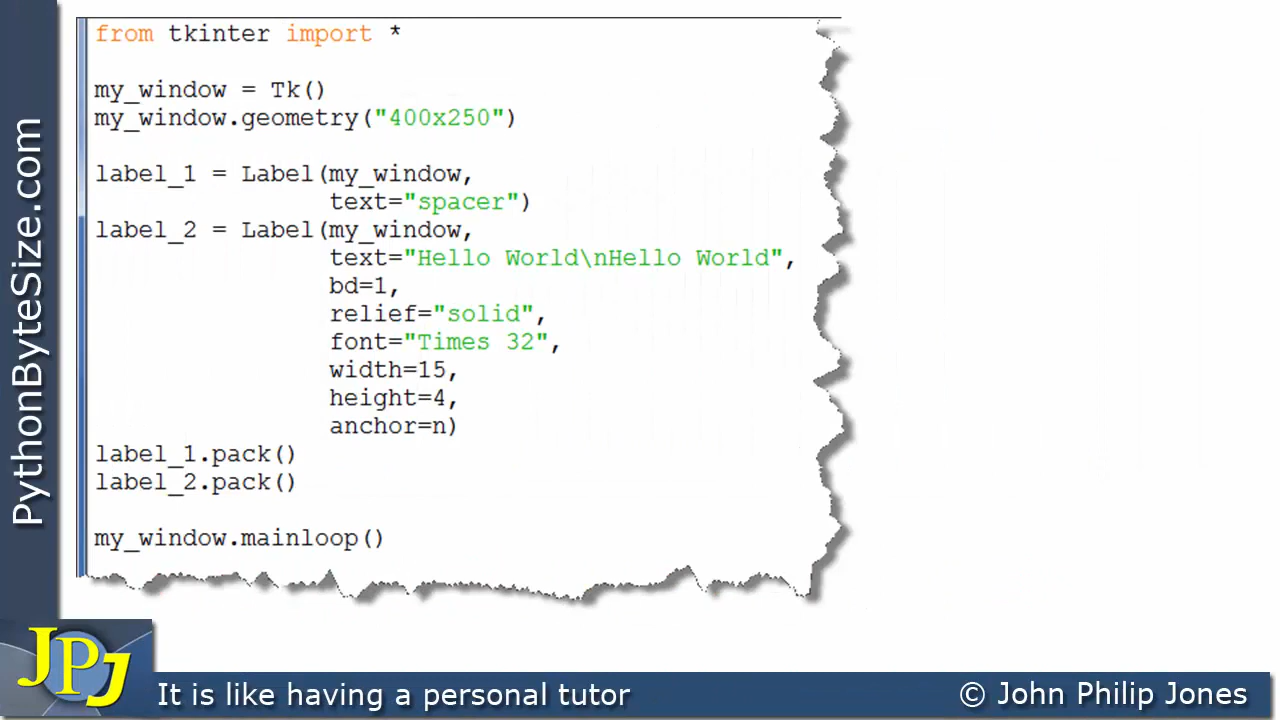 from tkinter import *
my_window = Tk()
my_window.geometry("400x250")
label_1 = Label(my_window,
text="spacer")
label_2 = Label(my_window,
text="Hello World\nHello World",
bd=1,
relief="solid",
font="Times 32",
width=15,
height=4,
anchor=n)
label_1.pack()
label_2.pack()
my_window.mainloop()
PythonByteSize.com
JPJ
It is like having a personal tutor
© John Philip Jones